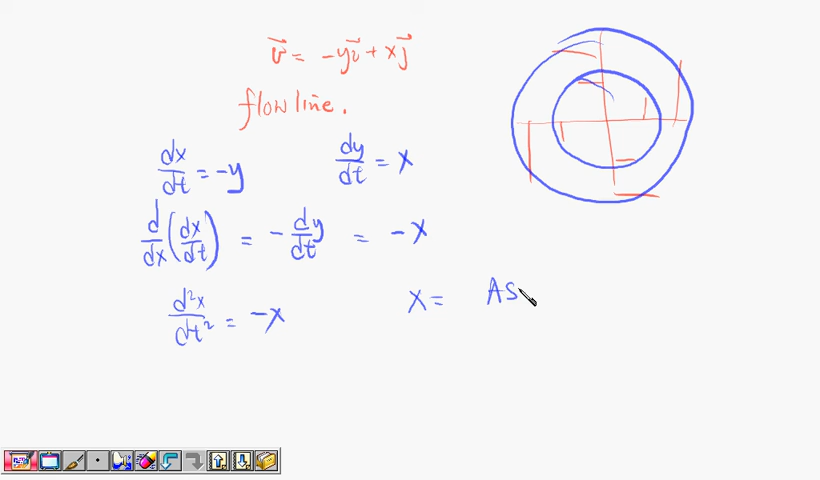 v⃗ = -yi⃗ + xj⃗
flow line.
dx/dt = -y    dy/dt = x
d/dx (dx/dt) = - dy/dt = -x
d²x/dt² = -x    x = AS